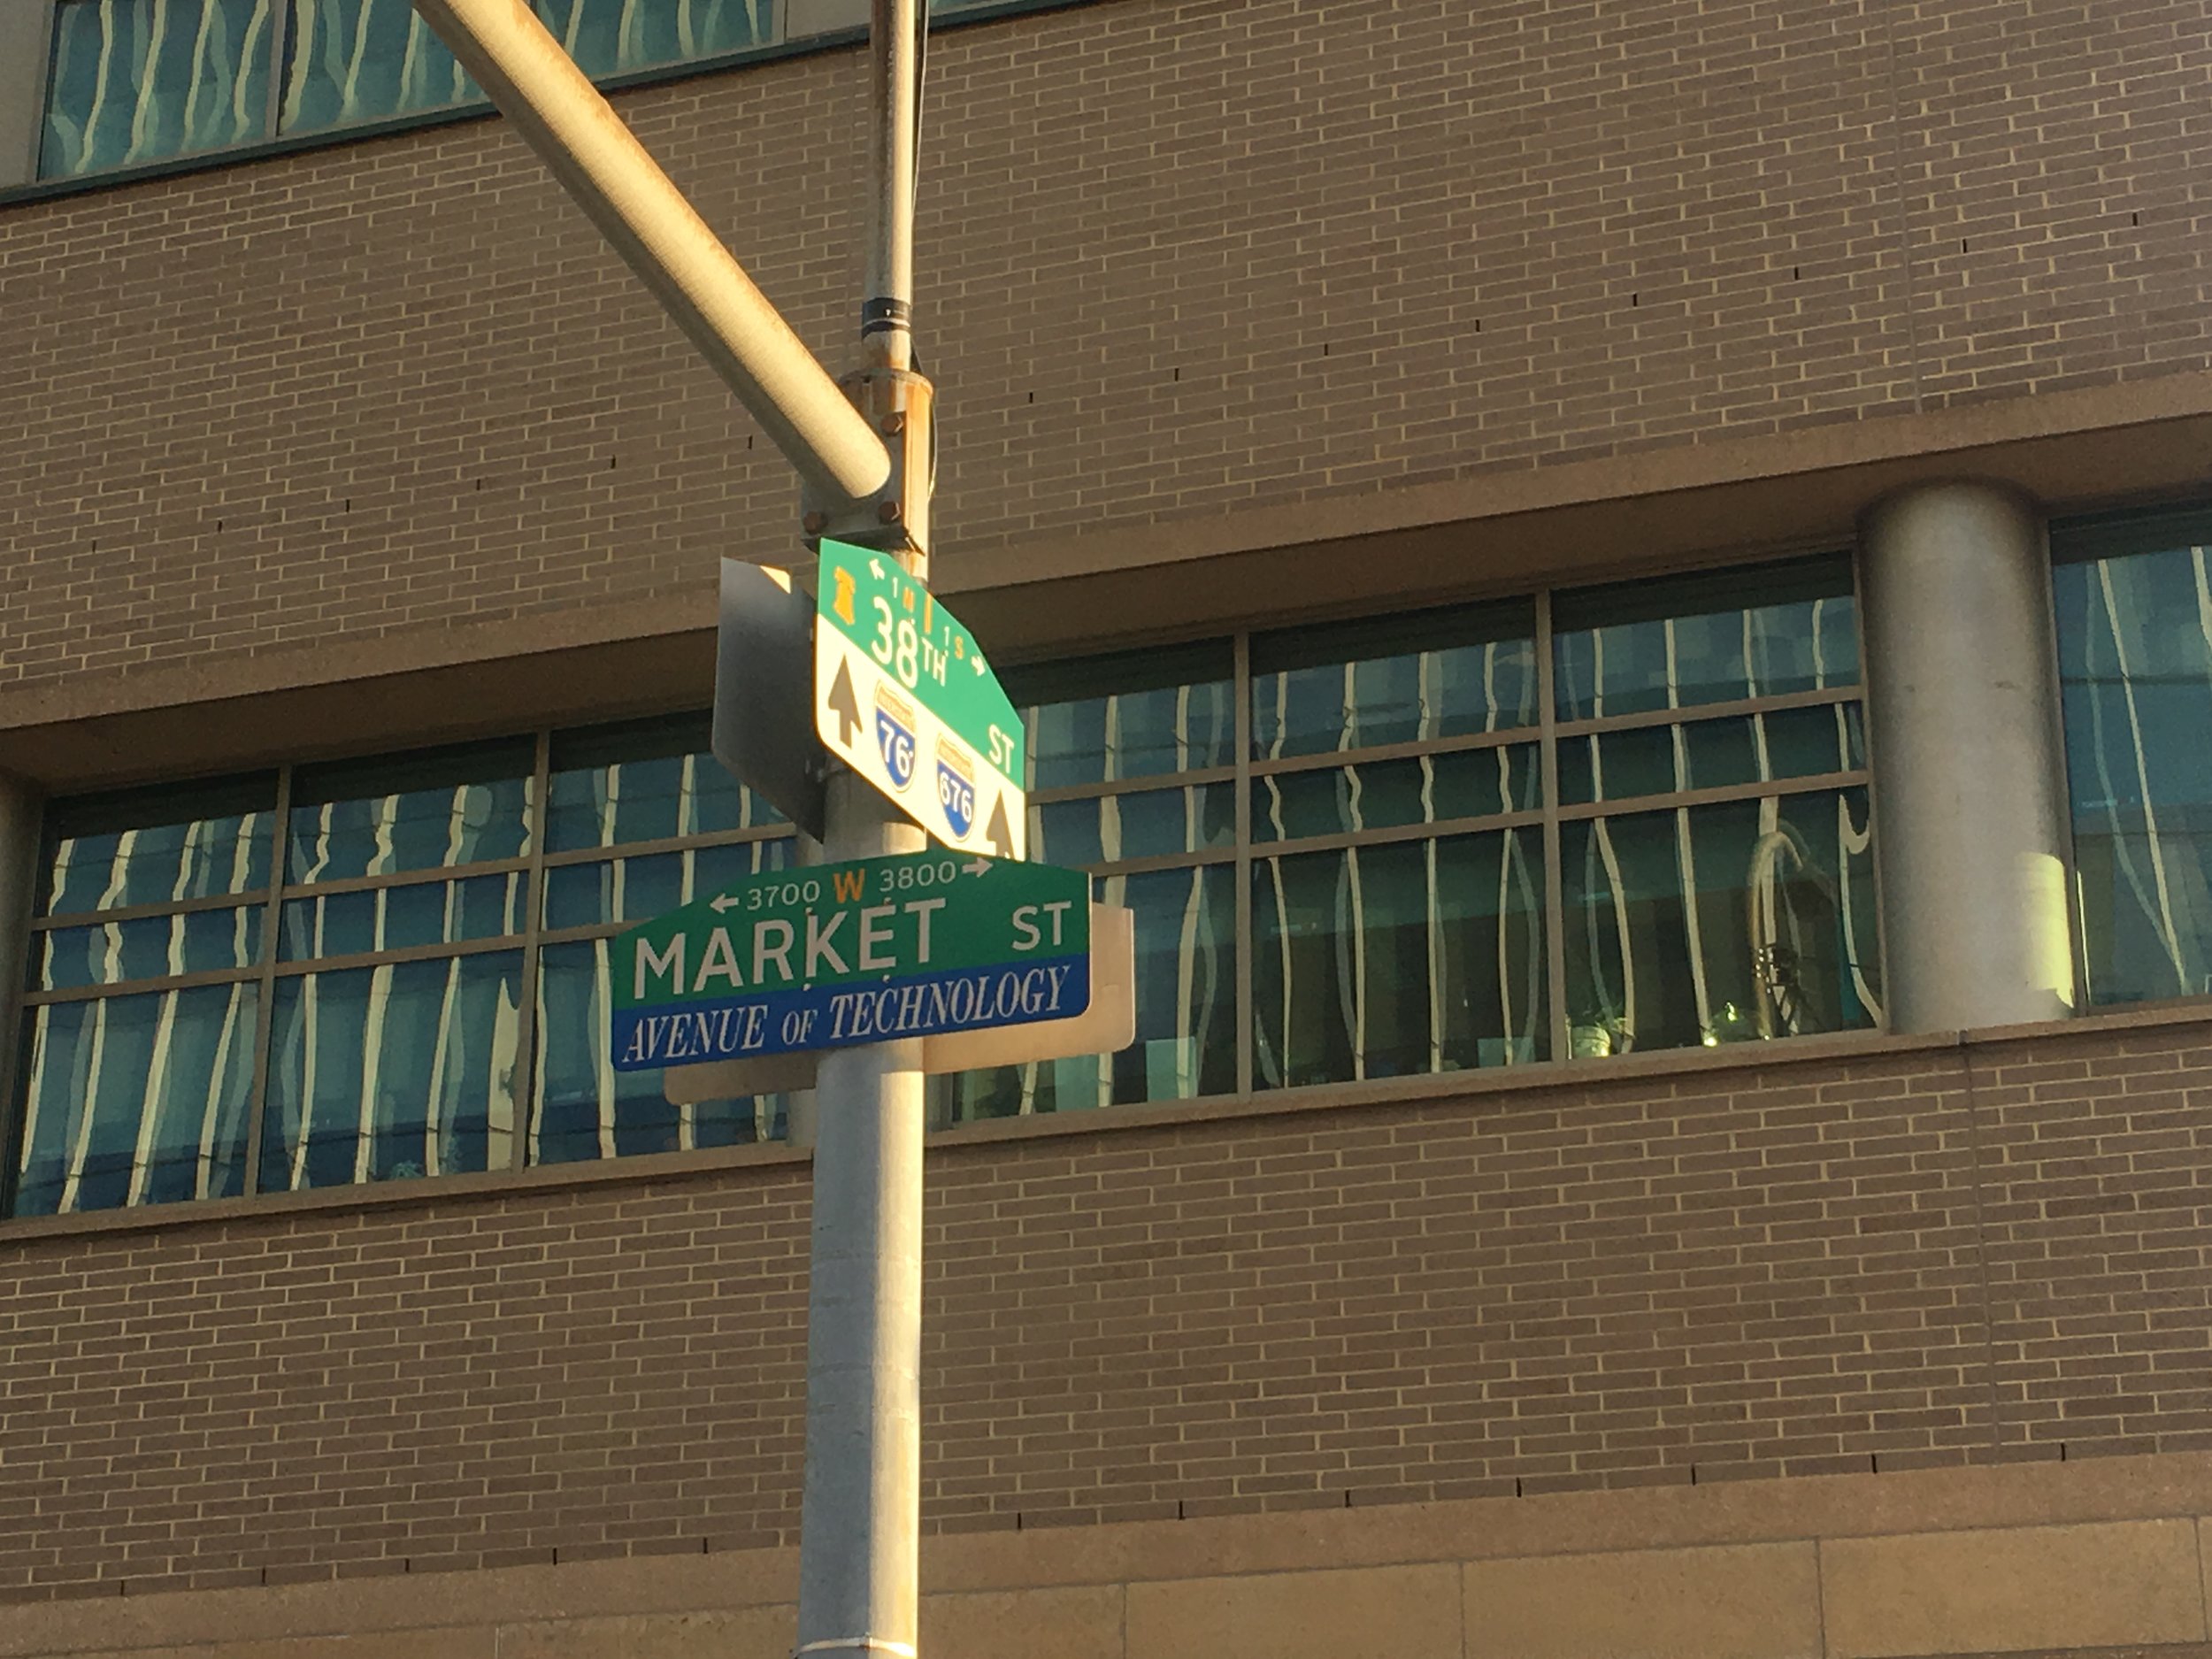 ← 1 N 1 S →
38TH ST
76 676
← 3700 W 3800 →
MARKET ST
AVENUE OF TECHNOLOGY